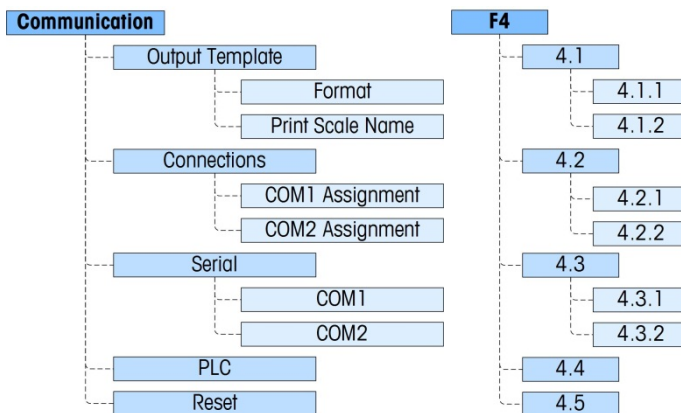 Communication
Output Template
Format
Print Scale Name
Connections
COM1 Assignment
COM2 Assignment
Serial
COM1
COM2
PLC
Reset
F4
4.1
4.1.1
4.1.2
4.2
4.2.1
4.2.2
4.3
4.3.1
4.3.2
4.4
4.5